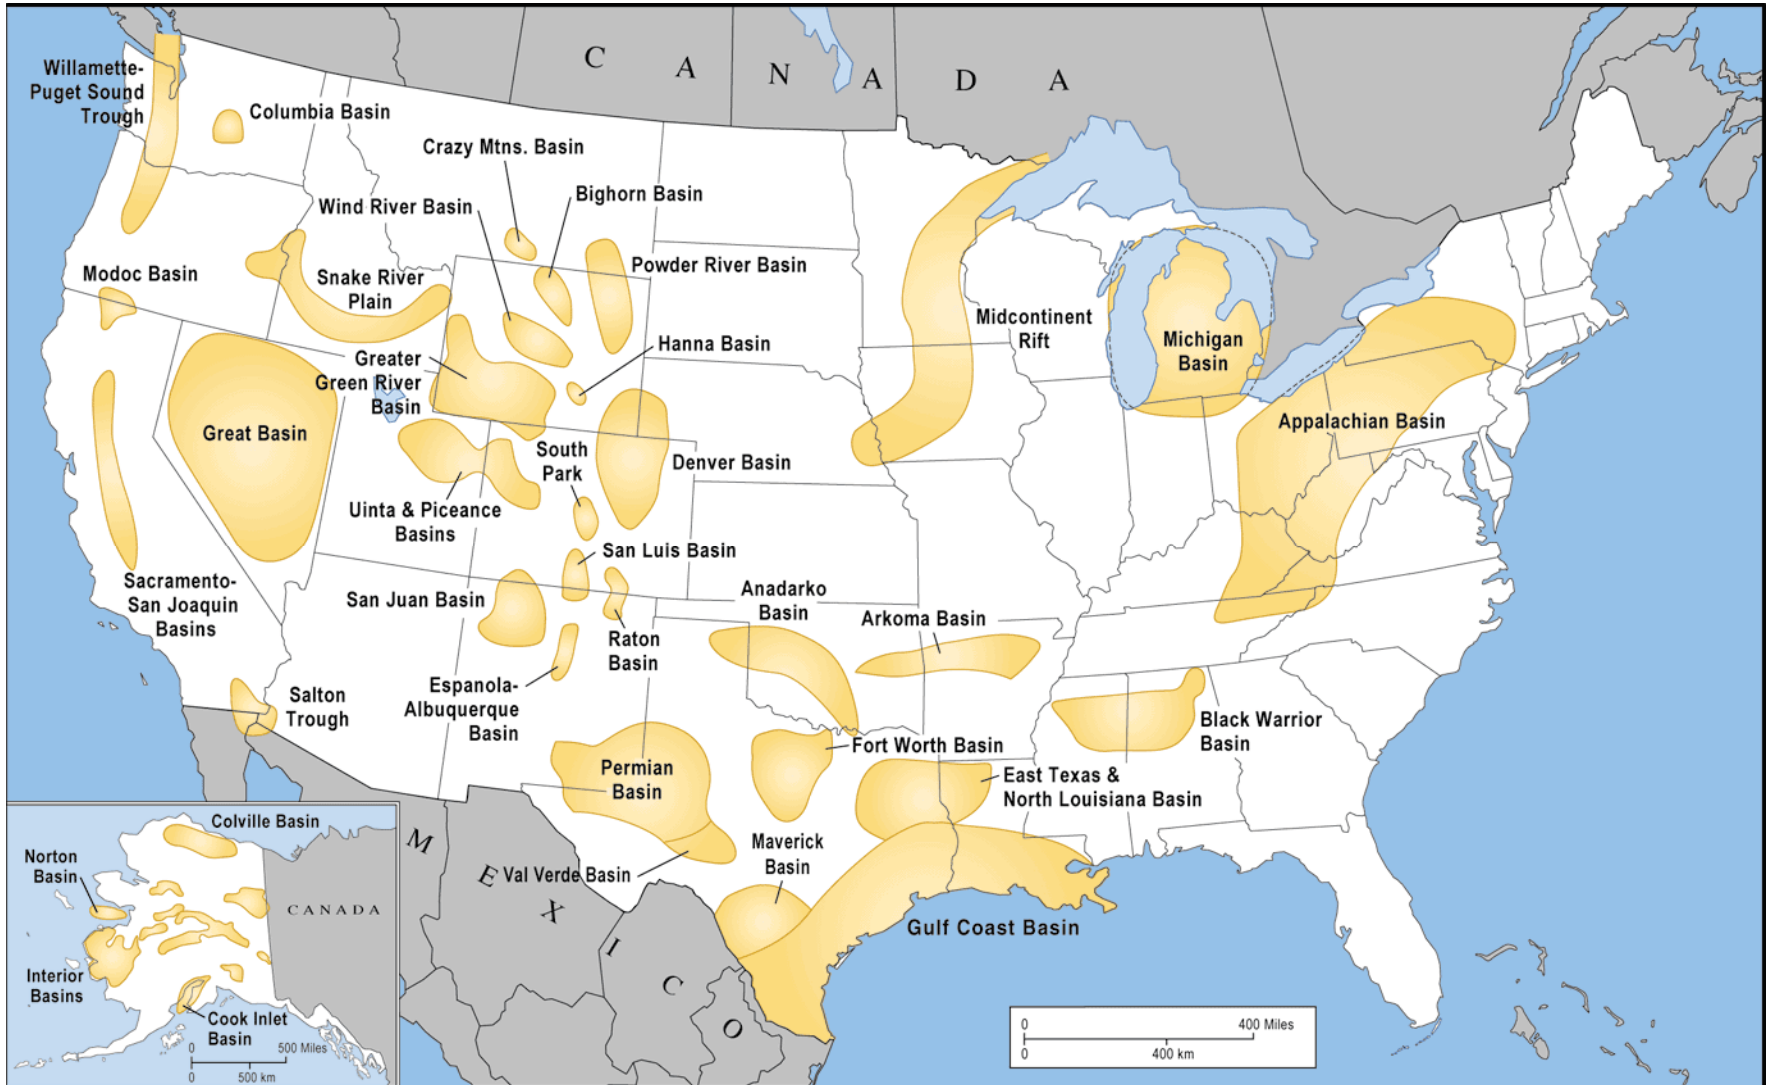 CANADA
Willamette-
Puget Sound
Trough
Columbia Basin
Crazy Mtns. Basin
Bighorn Basin
Wind River Basin
Modoc Basin
Snake River
Plain
Powder River Basin
Midcontinent
Rift
Michigan
Basin
Hanna Basin
Greater
Green River
Basin
Great Basin
Appalachian Basin
South
Park
Denver Basin
Uinta & Piceance
Basins
San Luis Basin
Sacramento-
San Joaquin
Basins
San Juan Basin
Anadarko
Basin
Arkoma Basin
Raton
Basin
Espanola-
Albuquerque
Basin
Salton
Trough
Black Warrior
Basin
Fort Worth Basin
Permian
Basin
East Texas &
North Louisiana Basin
Maverick
Basin
Val Verde Basin
MEXICO
Gulf Coast Basin
Colville Basin
Norton
Basin
CANADA
Interior
Basins
Cook Inlet
Basin
0 500 Miles
0 500 km
0 400 Miles
0 400 km